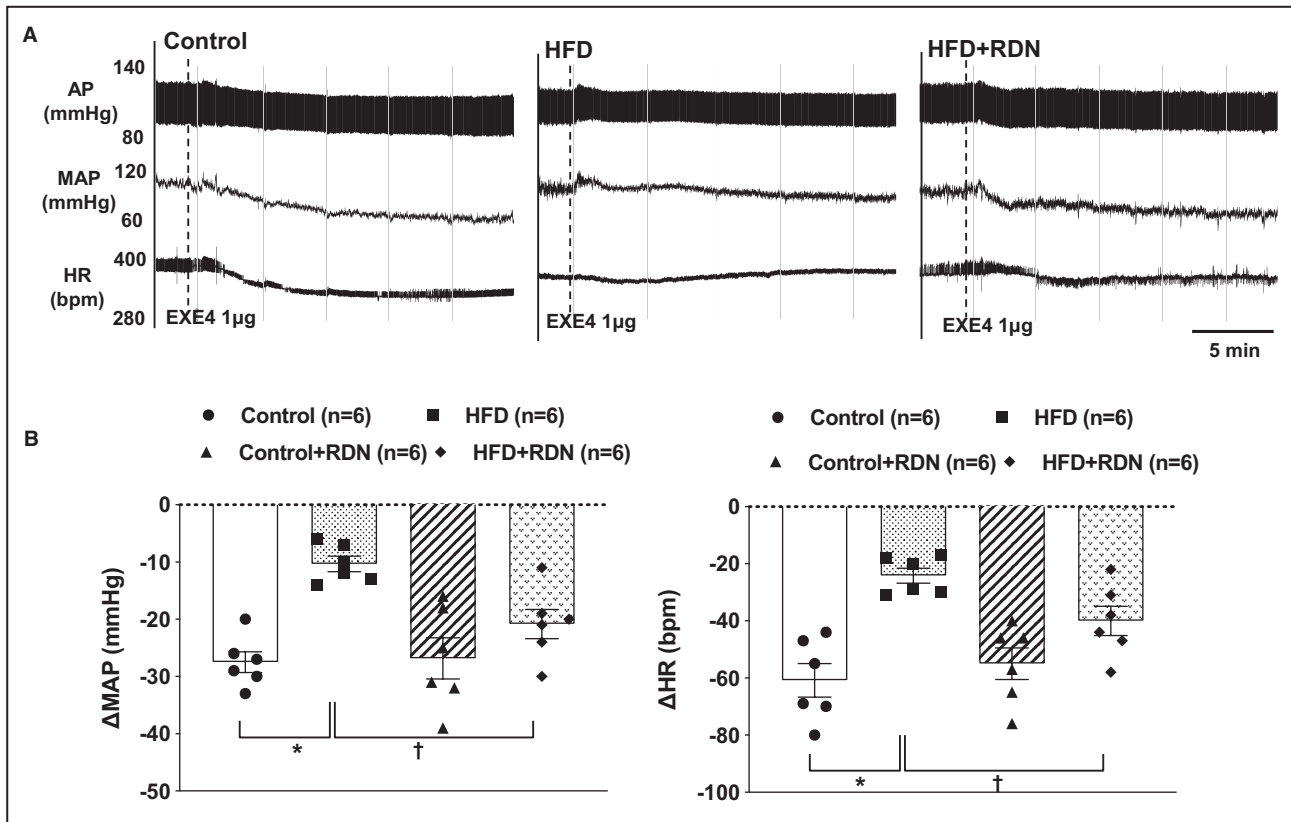 A
Control
HFD
HFD+RDN
140
AP
(mmHg)
80
120
MAP
(mmHg)
60
400
HR
(bpm)
280
EXE4 1µg
EXE4 1µg
EXE4 1µg
5 min
B
Control (n=6)
HFD (n=6)
Control+RDN (n=6)
HFD+RDN (n=6)
ΔMAP (mmHg)
0
-10
-20
-30
-40
-50
*
†
Control (n=6)
HFD (n=6)
Control+RDN (n=6)
HFD+RDN (n=6)
ΔHR (bpm)
0
-20
-40
-60
-80
-100
*
†